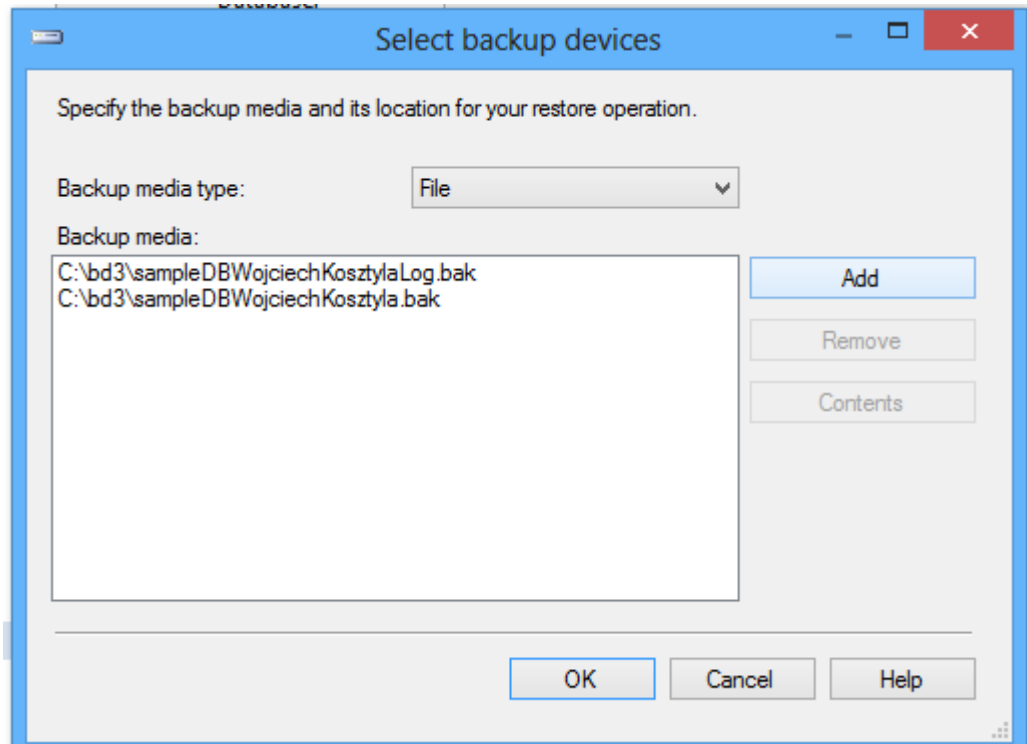 Select backup devices
Specify the backup media and its location for your restore operation.
Backup media type:
File
Backup media:
C:\bd3\sampleDBWojciechKosztylaLog.bak
C:\bd3\sampleDBWojciechKosztyla.bak
Add
Remove
Contents
OK
Cancel
Help